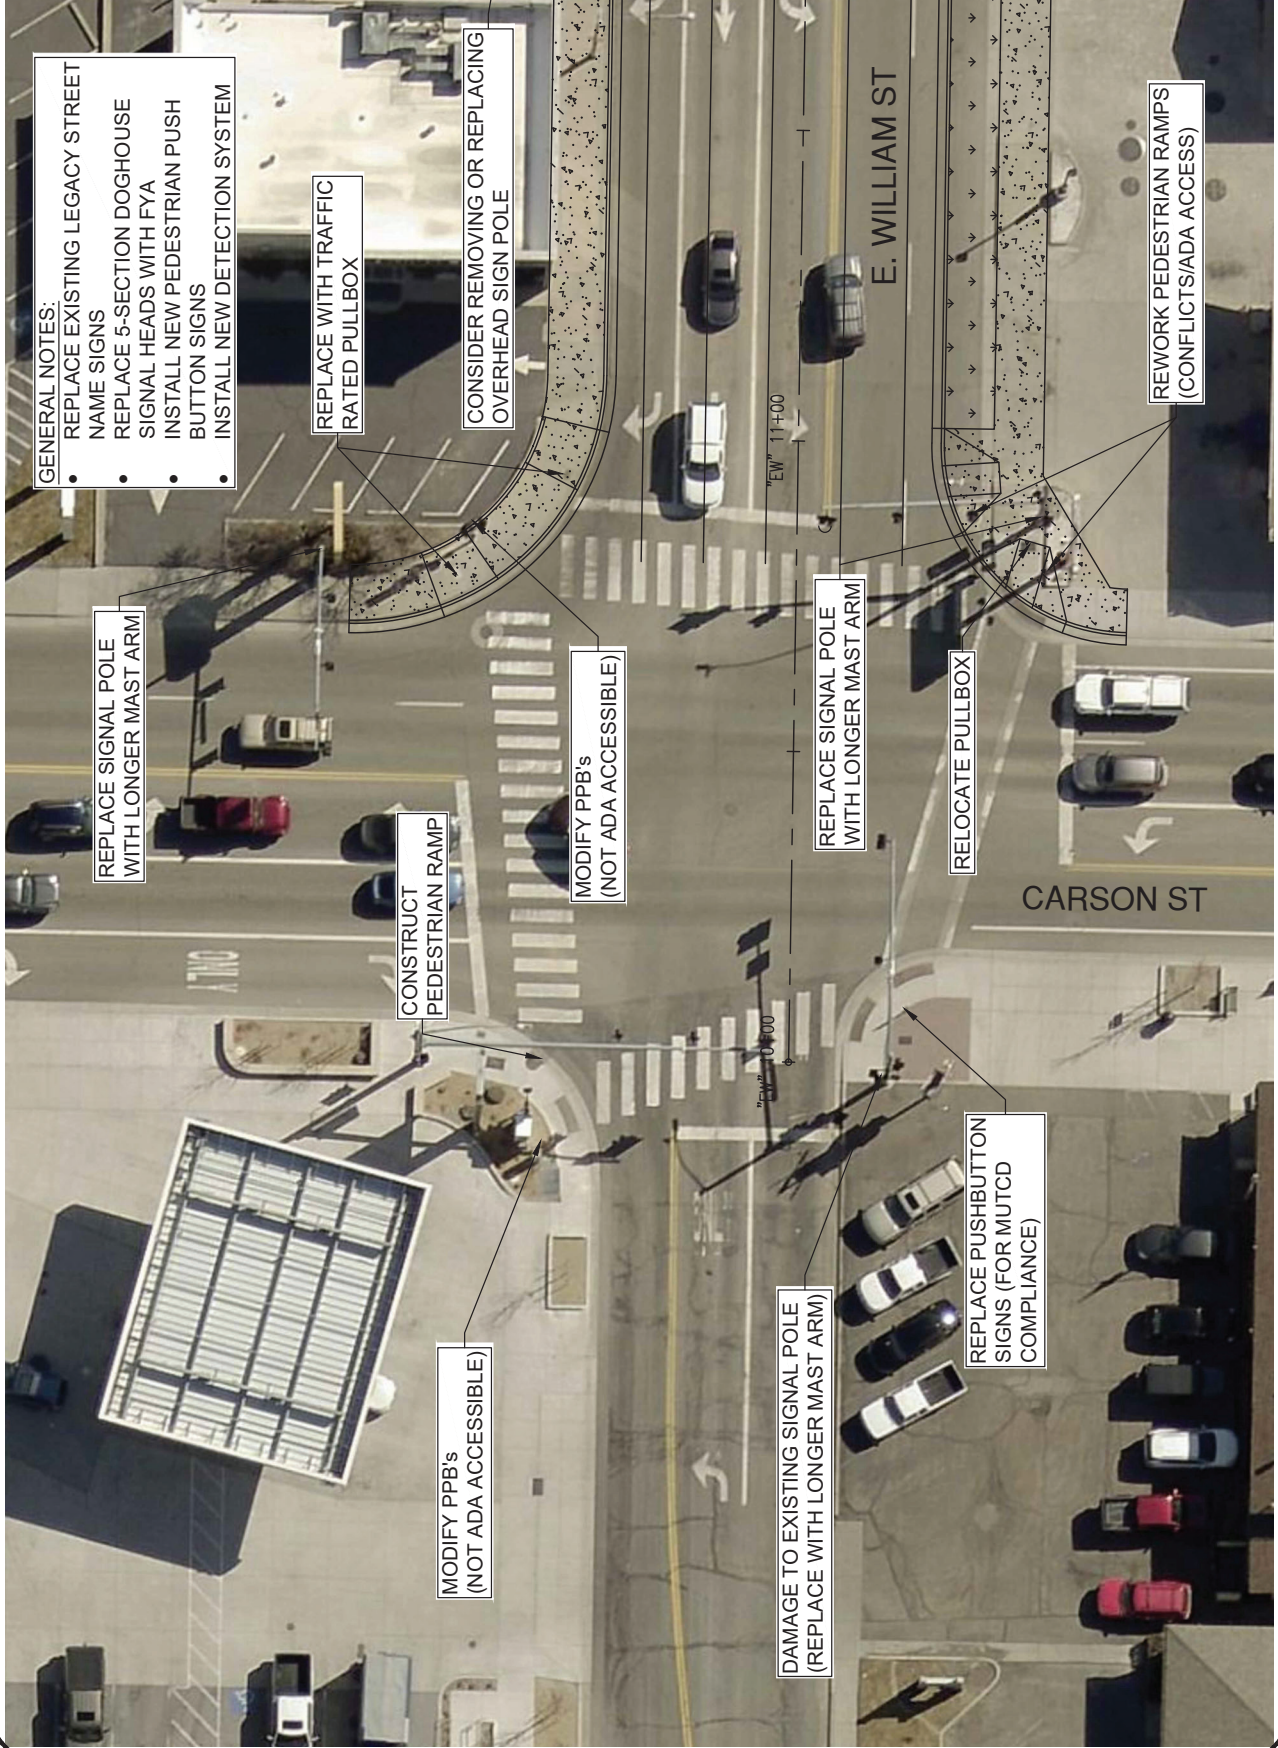 GENERAL NOTES:
• REPLACE EXISTING LEGACY STREET
NAME SIGNS
• REPLACE 5-SECTION DOGHOUSE
SIGNAL HEADS WITH FYA
• INSTALL NEW PEDESTRIAN PUSH
BUTTON SIGNS
• INSTALL NEW DETECTION SYSTEM
REPLACE WITH TRAFFIC
RATED PULLBOX
CONSIDER REMOVING OR REPLACING
OVERHEAD SIGN POLE
E. WILLIAM ST
REWORK PEDESTRIAN RAMPS
(CONFLICTS/ADA ACCESS)
"EW" 11+00
REPLACE SIGNAL POLE
WITH LONGER MAST ARM
MODIFY PPB's
(NOT ADA ACCESSIBLE)
REPLACE SIGNAL POLE
WITH LONGER MAST ARM
RELOCATE PULLBOX
CONSTRUCT
PEDESTRIAN RAMP
CARSON ST
ONLY
"EW" 10+00
MODIFY PPB's
(NOT ADA ACCESSIBLE)
DAMAGE TO EXISTING SIGNAL POLE
(REPLACE WITH LONGER MAST ARM)
REPLACE PUSHBUTTON
SIGNS (FOR MUTCD
COMPLIANCE)